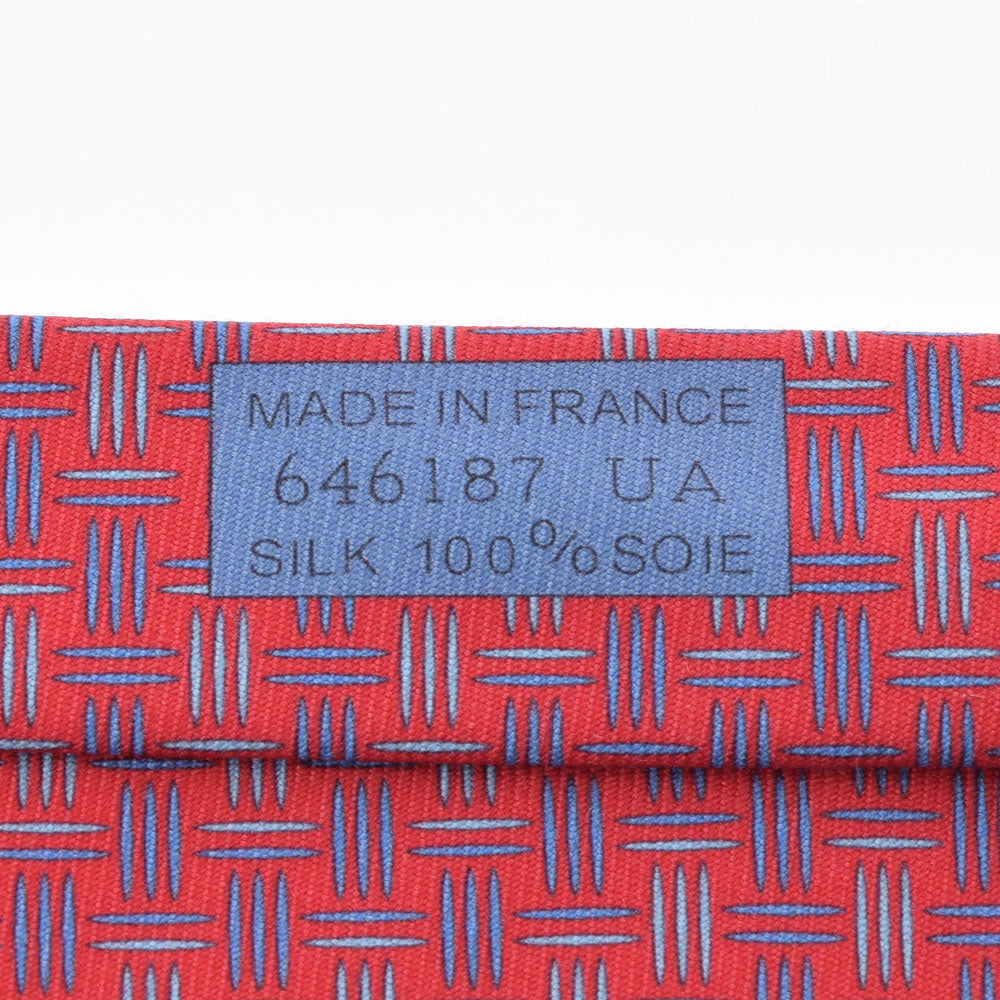 MADE IN FRANCE
646187 UA
SILK 100% SOIE